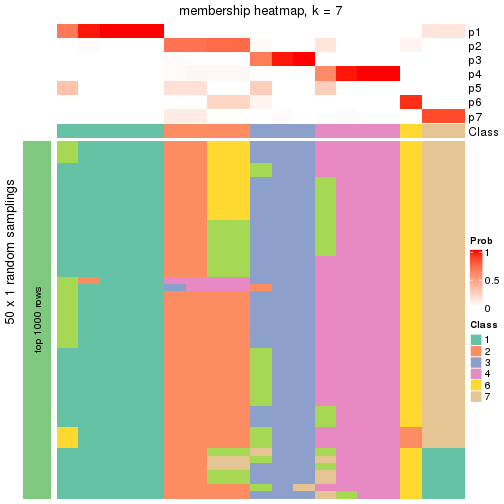 membership heatmap, k = 7
p1
p2
p3
p4
p5
p6
p7
Class
50 x 1 random samplings
top 1000 rows
Prob
1
0.5
0
Class
1
2
3
4
6
7